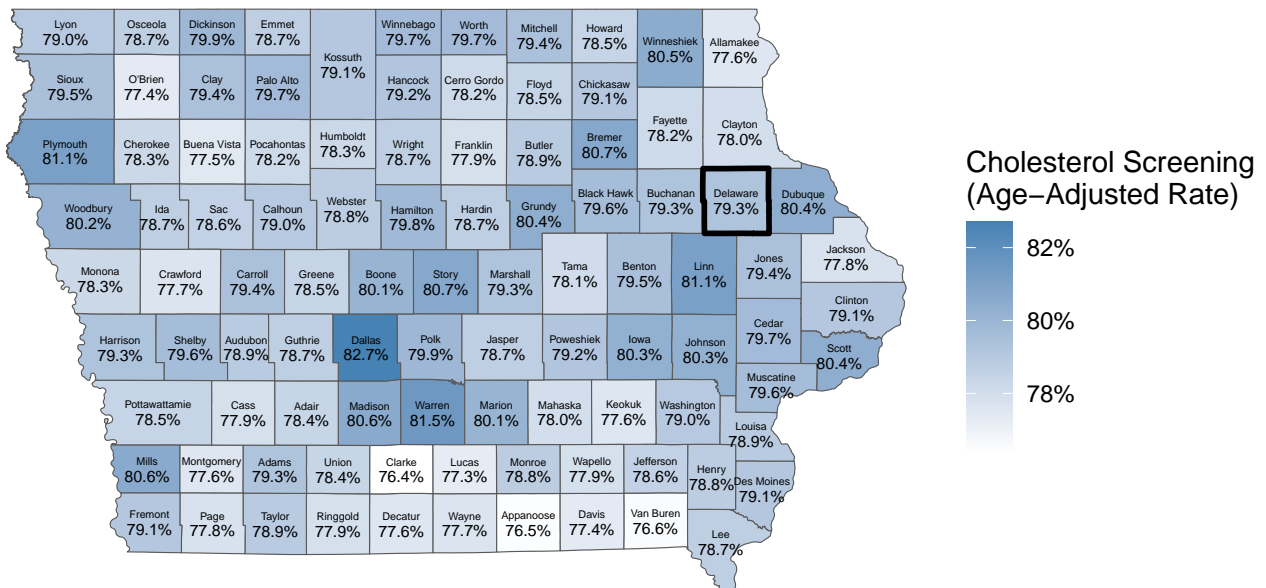 Lyon
79.0%
Osceola
78.7%
Dickinson
79.9%
Emmet
78.7%
Kossuth
79.1%
Winnebago
79.7%
Worth
79.7%
Mitchell
79.4%
Howard
78.5%
Winneshiek
80.5%
Allamakee
77.6%
Sioux
79.5%
O'Brien
77.4%
Clay
79.4%
Palo Alto
79.7%
Hancock
79.2%
Cerro Gordo
78.2%
Floyd
78.5%
Chickasaw
79.1%
Fayette
78.2%
Clayton
78.0%
Plymouth
81.1%
Cherokee
78.3%
Buena Vista
77.5%
Pocahontas
78.2%
Humboldt
78.3%
Wright
78.7%
Franklin
77.9%
Butler
78.9%
Bremer
80.7%
Woodbury
80.2%
Ida
78.7%
Sac
78.6%
Calhoun
79.0%
Webster
78.8%
Hamilton
79.8%
Hardin
78.7%
Grundy
80.4%
Black Hawk
79.6%
Buchanan
79.3%
Delaware
79.3%
Dubuque
80.4%
Monona
78.3%
Crawford
77.7%
Carroll
79.4%
Greene
78.5%
Boone
80.1%
Story
80.7%
Marshall
79.3%
Tama
78.1%
Benton
79.5%
Linn
81.1%
Jones
79.4%
Jackson
77.8%
Clinton
79.1%
Harrison
79.3%
Shelby
79.6%
Audubon
78.9%
Guthrie
78.7%
Dallas
82.7%
Polk
79.9%
Jasper
78.7%
Poweshiek
79.2%
Iowa
80.3%
Johnson
80.3%
Cedar
79.7%
Scott
80.4%
Muscatine
79.6%
Pottawattamie
78.5%
Cass
77.9%
Adair
78.4%
Madison
80.6%
Warren
81.5%
Marion
80.1%
Mahaska
78.0%
Keokuk
77.6%
Washington
79.0%
Louisa
78.9%
Mills
80.6%
Montgomery
77.6%
Adams
79.3%
Union
78.4%
Clarke
76.4%
Lucas
77.3%
Monroe
78.8%
Wapello
77.9%
Jefferson
78.6%
Henry
78.8%
Des Moines
79.1%
Fremont
79.1%
Page
77.8%
Taylor
78.9%
Ringgold
77.9%
Decatur
77.6%
Wayne
77.7%
Appanoose
76.5%
Davis
77.4%
Van Buren
76.6%
Lee
78.7%
Cholesterol Screening
(Age−Adjusted Rate)
82%
80%
78%